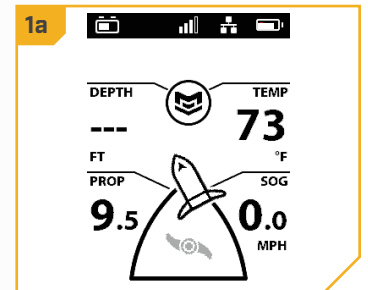 1a
DEPTH
TEMP
---
73
FT
°F
PROP
SOG
9.5
0.0
MPH